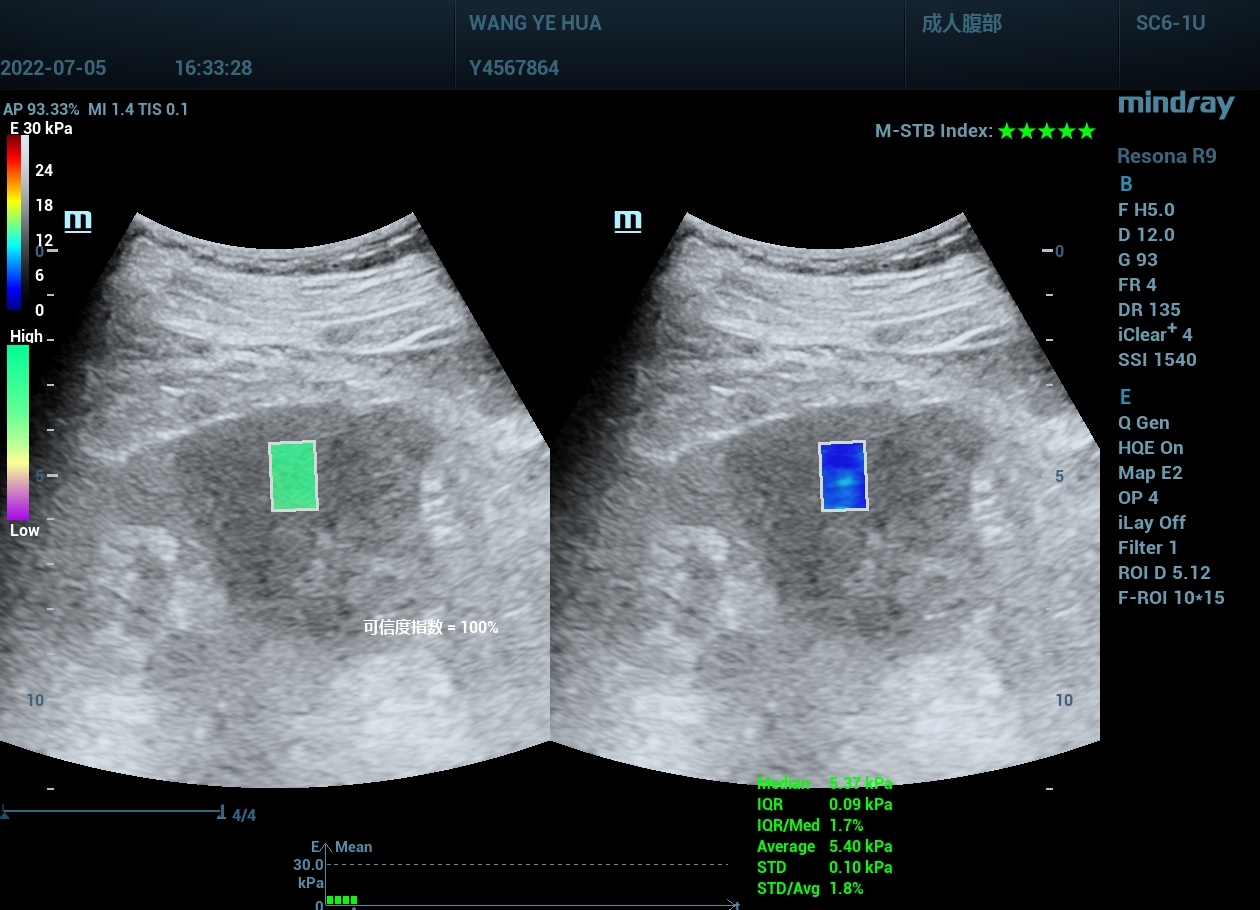 WANG YE HUA
成人腹部
SC6-1U
2022-07-05 16:33:28
Y4567864
AP 93.33% MI 1.4 TIS 0.1
mindray
E 30 kPa
M-STB Index: ★★★★★
24
18
12
6
0
High
Low
m
m
0
5
10
0
5
10
Resona R9
B
F H5.0
D 12.0
G 93
FR 4
DR 135
iClear+ 4
SSI 1540
E
Q Gen
HQE On
Map E2
OP 4
iLay Off
Filter 1
ROI D 5.12
F-ROI 10*15
可信度指数 = 100%
Median 5.37 kPa
IQR 0.09 kPa
IQR/Med 1.7%
Average 5.40 kPa
STD 0.10 kPa
STD/Avg 1.8%
4/4
E Mean
30.0
kPa
0
t